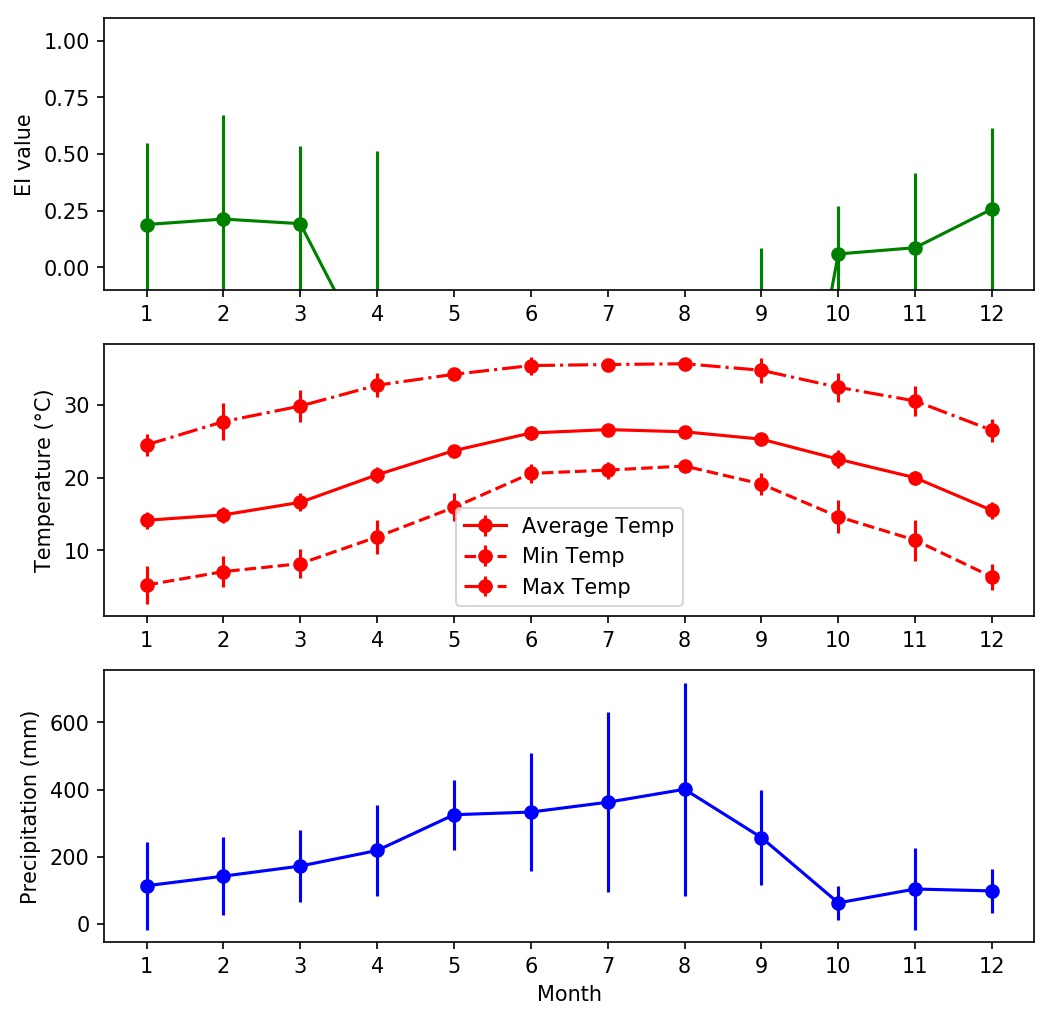 EI value
1.00
0.75
0.50
0.25
0.00
1 2 3 4 5 6 7 8 9 10 11 12
Temperature (°C)
30
20
10
Average Temp
Min Temp
Max Temp
1 2 3 4 5 6 7 8 9 10 11 12
Precipitation (mm)
600
400
200
0
1 2 3 4 5 6 7 8 9 10 11 12
Month